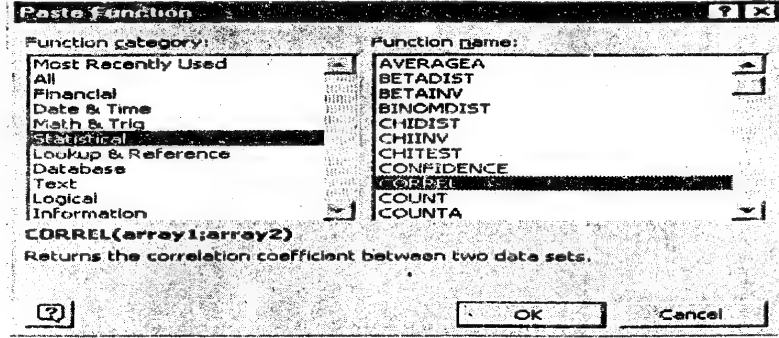 Paste Function
Function category:
Most Recently Used
All
Financial
Date & Time
Math & Trig
Statistical
Lookup & Reference
Database
Text
Logical
Information
Function name:
AVERAGEA
BETADIST
BETAINV
BINOMDIST
CHIDIST
CHIINV
CHITEST
CONFIDENCE
CORREL
COUNT
COUNTA
CORREL(array1;array2)
Returns the correlation coefficient between two data sets.
OK Cancel